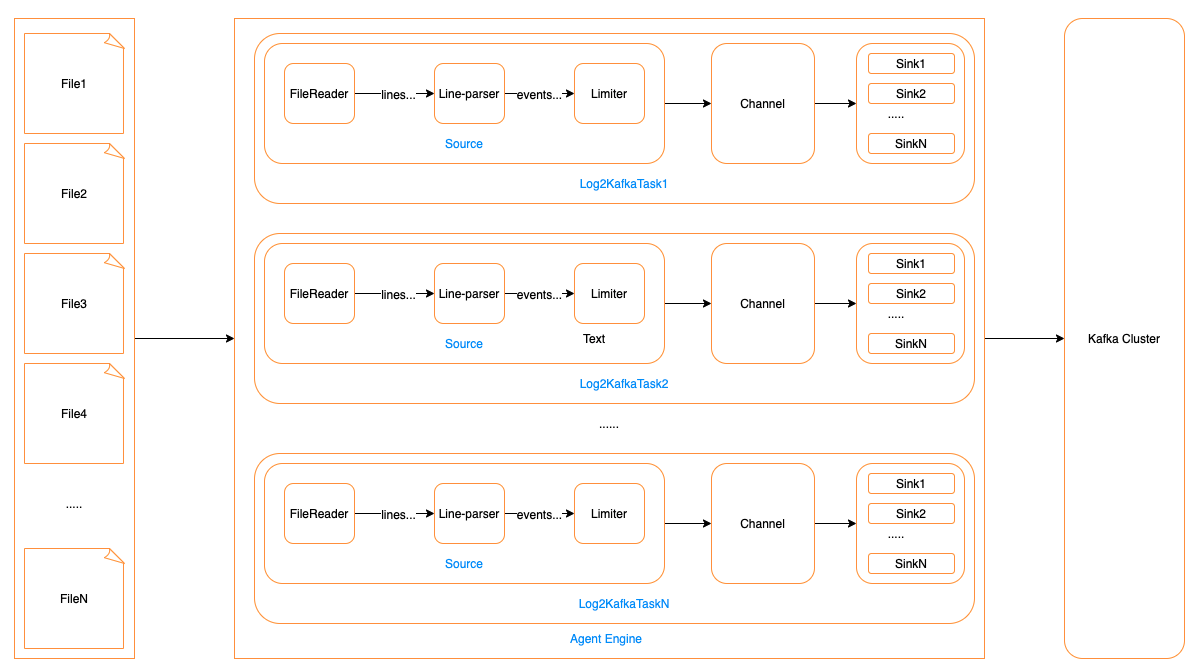 File1
File2
File3
File4
.....
FileN
FileReader
lines...
Line-parser
events...
Limiter
Source
Channel
Sink1
Sink2
.....
SinkN
Log2KafkaTask1
FileReader
lines...
Line-parser
events...
Limiter
Text
Source
Channel
Sink1
Sink2
.....
SinkN
Log2KafkaTask2
......
FileReader
lines...
Line-parser
events...
Limiter
Source
Channel
Sink1
Sink2
.....
SinkN
Log2KafkaTaskN
Agent Engine
Kafka Cluster